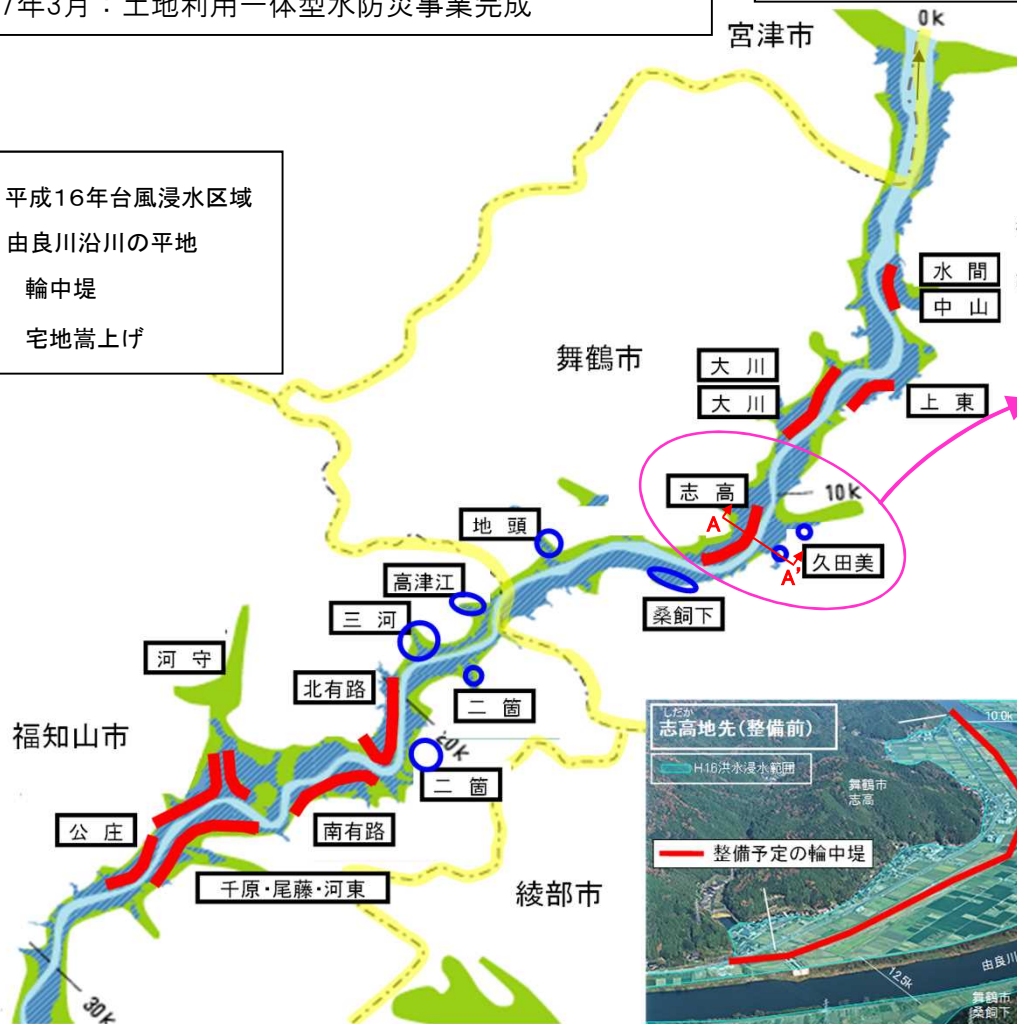 7年3月：土地利用一体型水防災事業完成
0k
宮津市
平成16年台風浸水区域
由良川沿川の平地
輪中堤
宅地嵩上げ
水間
中山
舞鶴市
大川
大川
上東
志高
10k
A
A'
久田美
地頭
高津江
桑飼下
三河
河守
北有路
二箇
20k
福知山市
二箇
公庄
南有路
千原・尾藤・河東
綾部市
30k
しだか
志高地先（整備前）
10.0k
H16洪水浸水範囲
舞鶴市
志高
整備予定の輪中堤
12.5k
由良川
舞鶴市
桑飼下